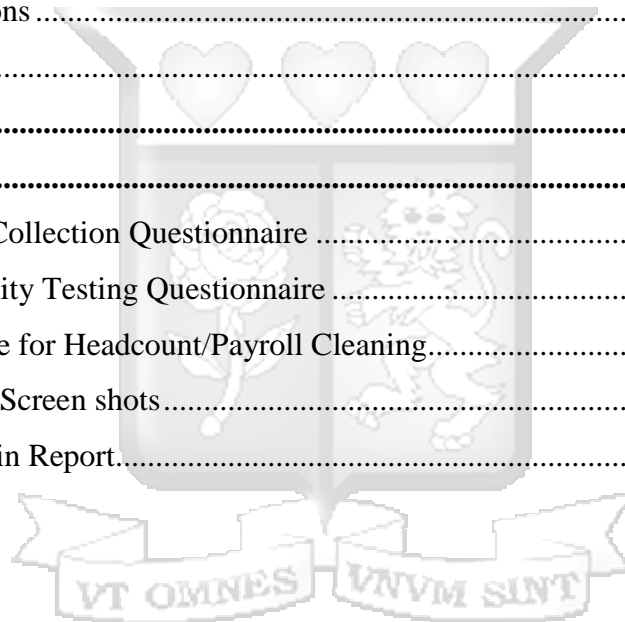 ons ................................................................
................................................................
................................................................
................................................................
Collection Questionnaire ................................................................
ity Testing Questionnaire ................................................................
e for Headcount/Payroll Cleaning................................................................
Screen shots ................................................................
in Report................................................................
VT OMNES VNVM SINT